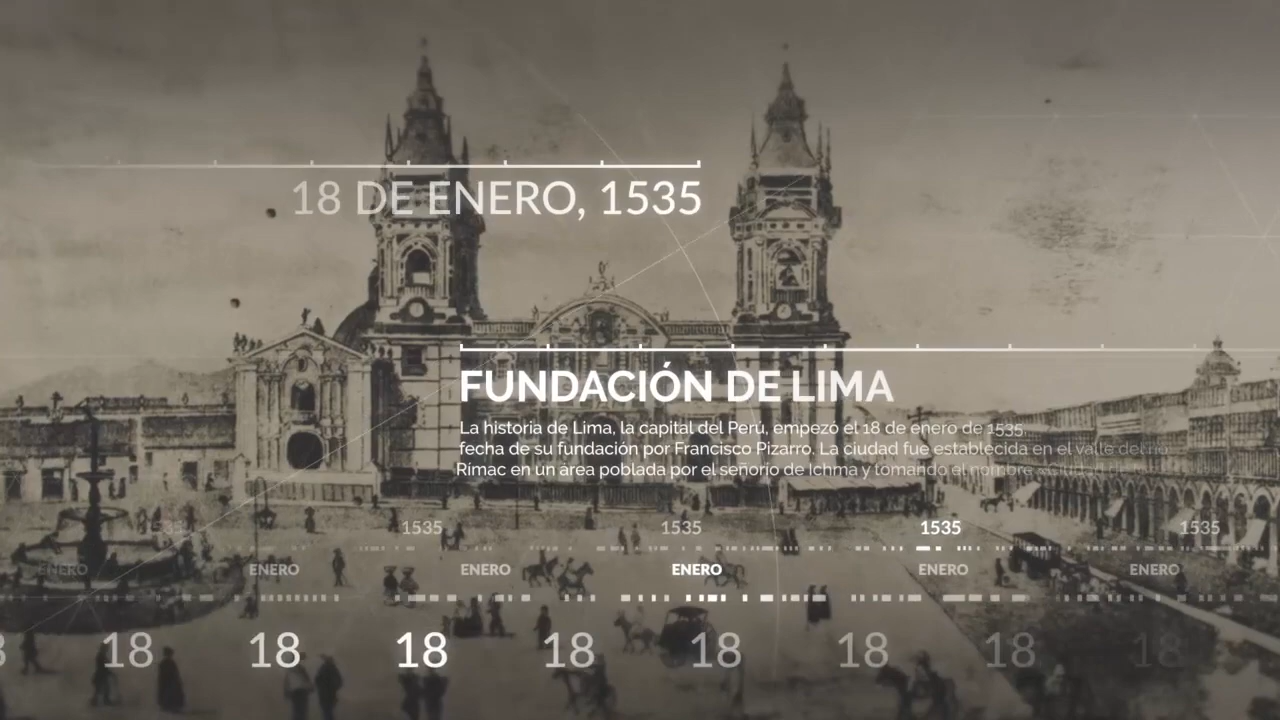 18 DE ENERO, 1535
FUNDACIÓN DE LIMA
La historia de Lima, la capital del Perú, empezó el 18 de enero de 1535
fecha de su fundación por Francisco Pizarro. La ciudad fue establecida en el valle del río
Rímac en un área poblada por el señorío de Ichma y tomando el nombre
1535 1535 1535 1535 1535
ENERO ENERO ENERO ENERO ENERO ENERO
18 18 18 18 18 18 18 18